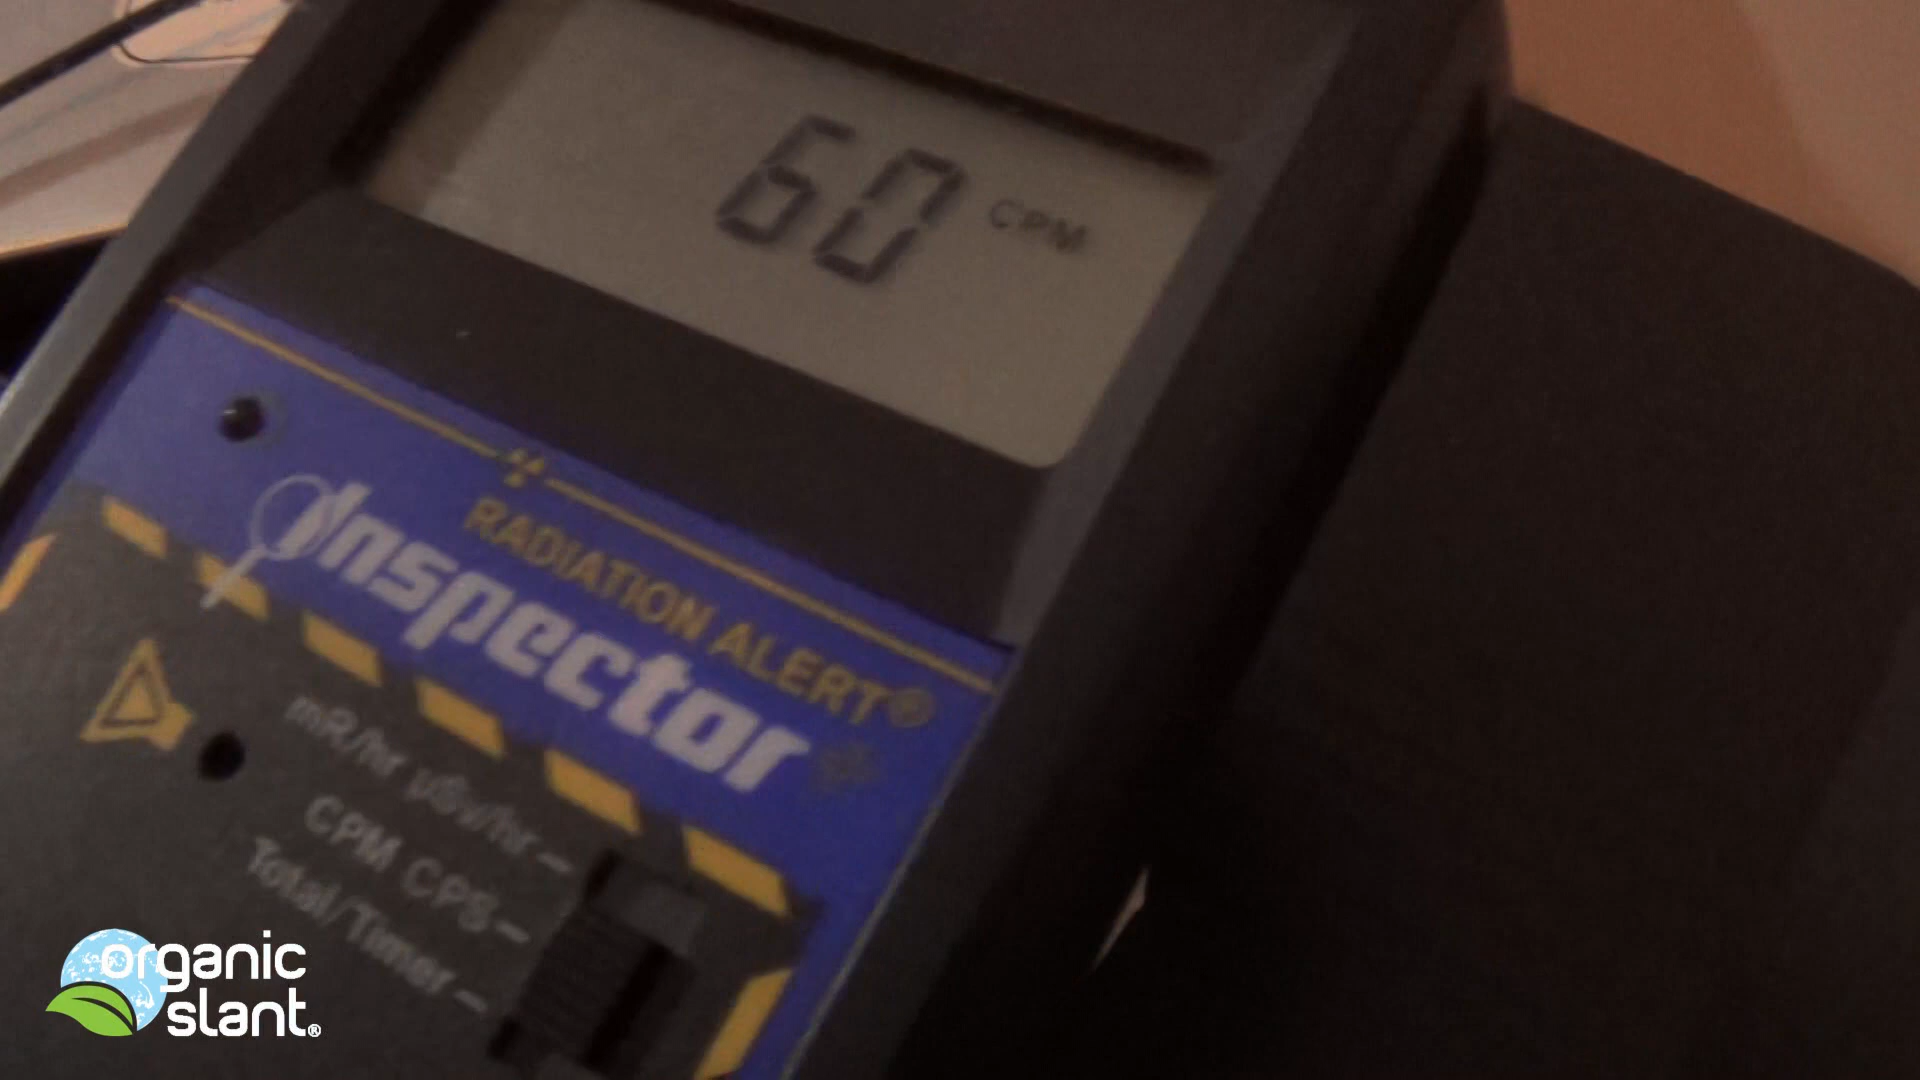 60 CPM
RADIATION ALERT®
Inspector
mR/hr μSv/hr –
CPM CPS –
Total/Timer –
organic
slant®